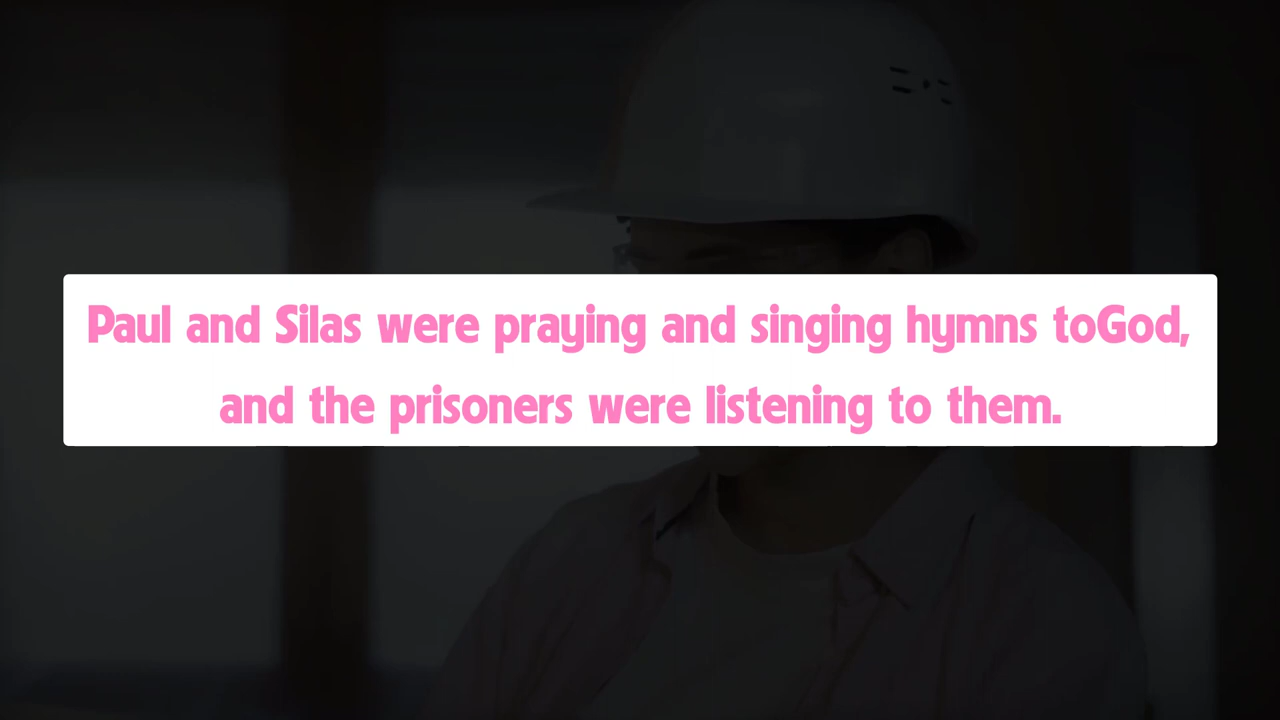 Paul and Silas were praying and singing hymns toGod,
and the prisoners were listening to them.